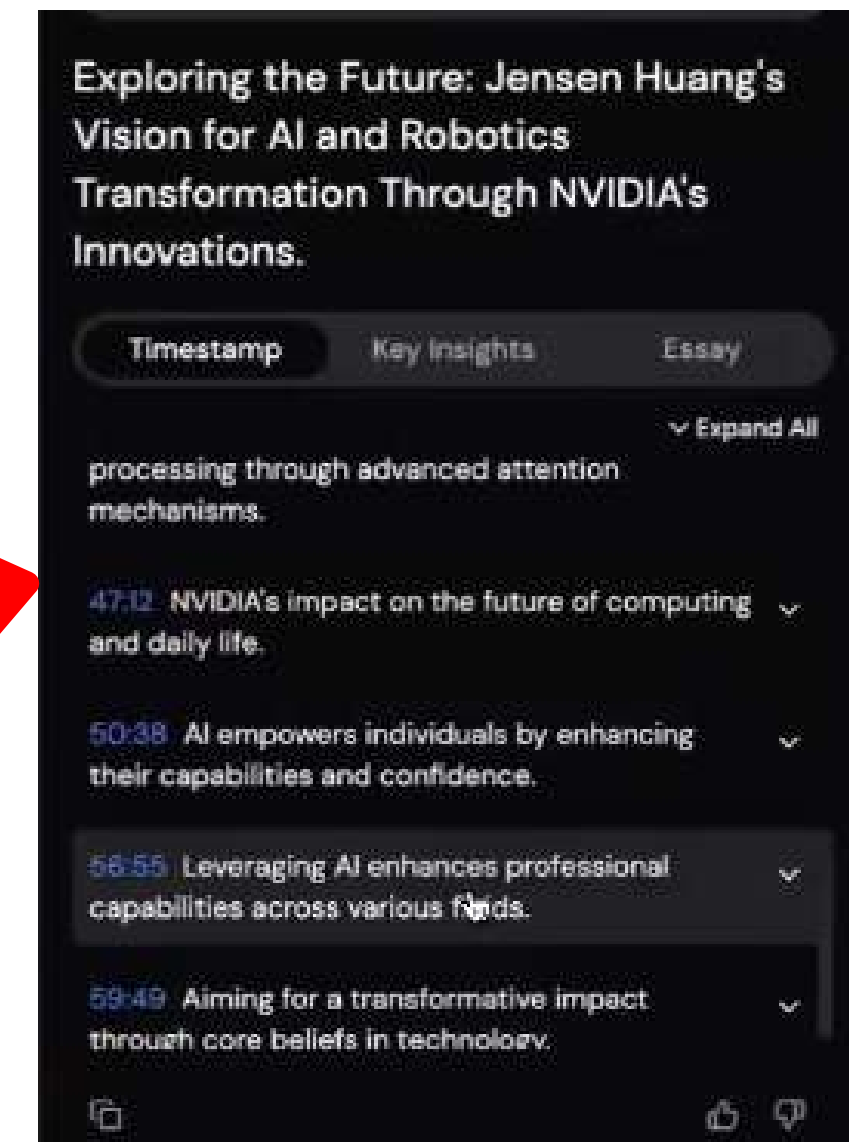 Exploring the Future: Jensen Huang's
Vision for AI and Robotics
Transformation Through NVIDIA's
Innovations.
Timestamp Key Insights Essay
Expand All
processing through advanced attention
mechanisms.
47:12 NVIDIA's impact on the future of computing
and daily life.
50:38 AI empowers individuals by enhancing
their capabilities and confidence.
56:55 Leveraging AI enhances professional
capabilities across various fields.
59:49 Aiming for a transformative impact
through core beliefs in technology.